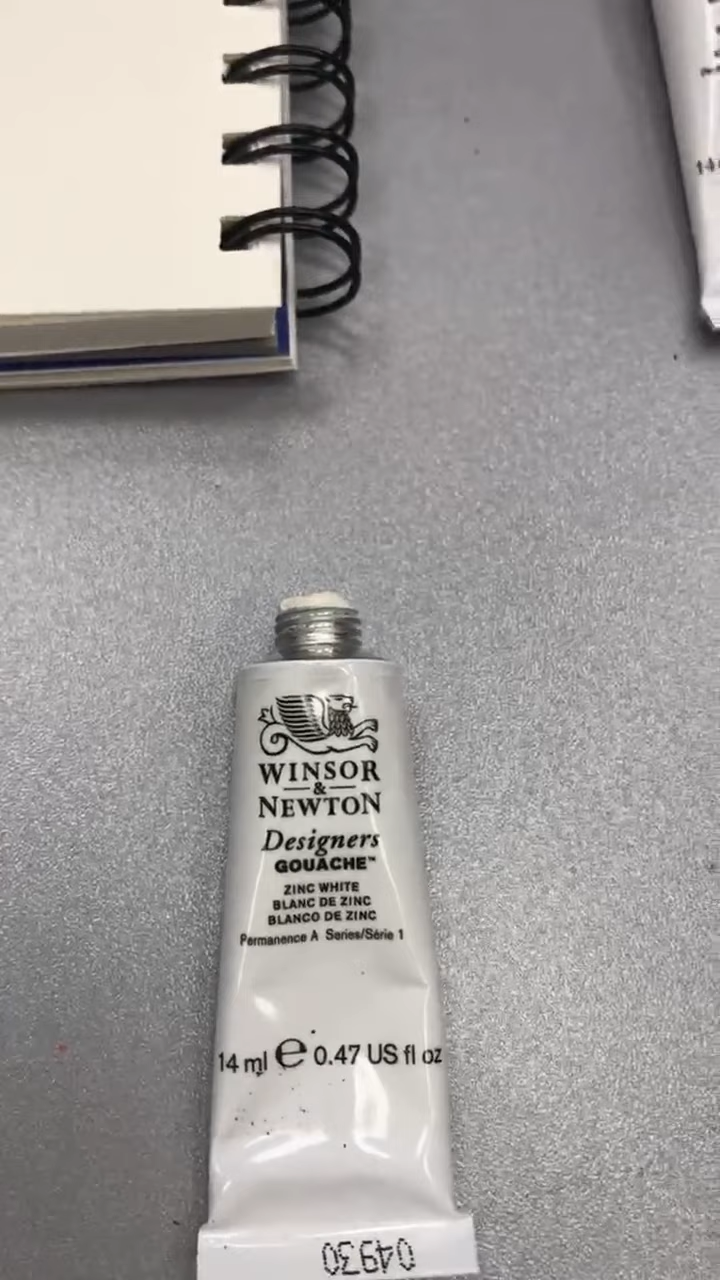 WINSOR
&
NEWTON
Designers
GOUACHE™
ZINC WHITE
BLANC DE ZINC
BLANCO DE ZINC
Permanence A Series/Série 1
14 ml e 0.47 US fl oz
04930
14